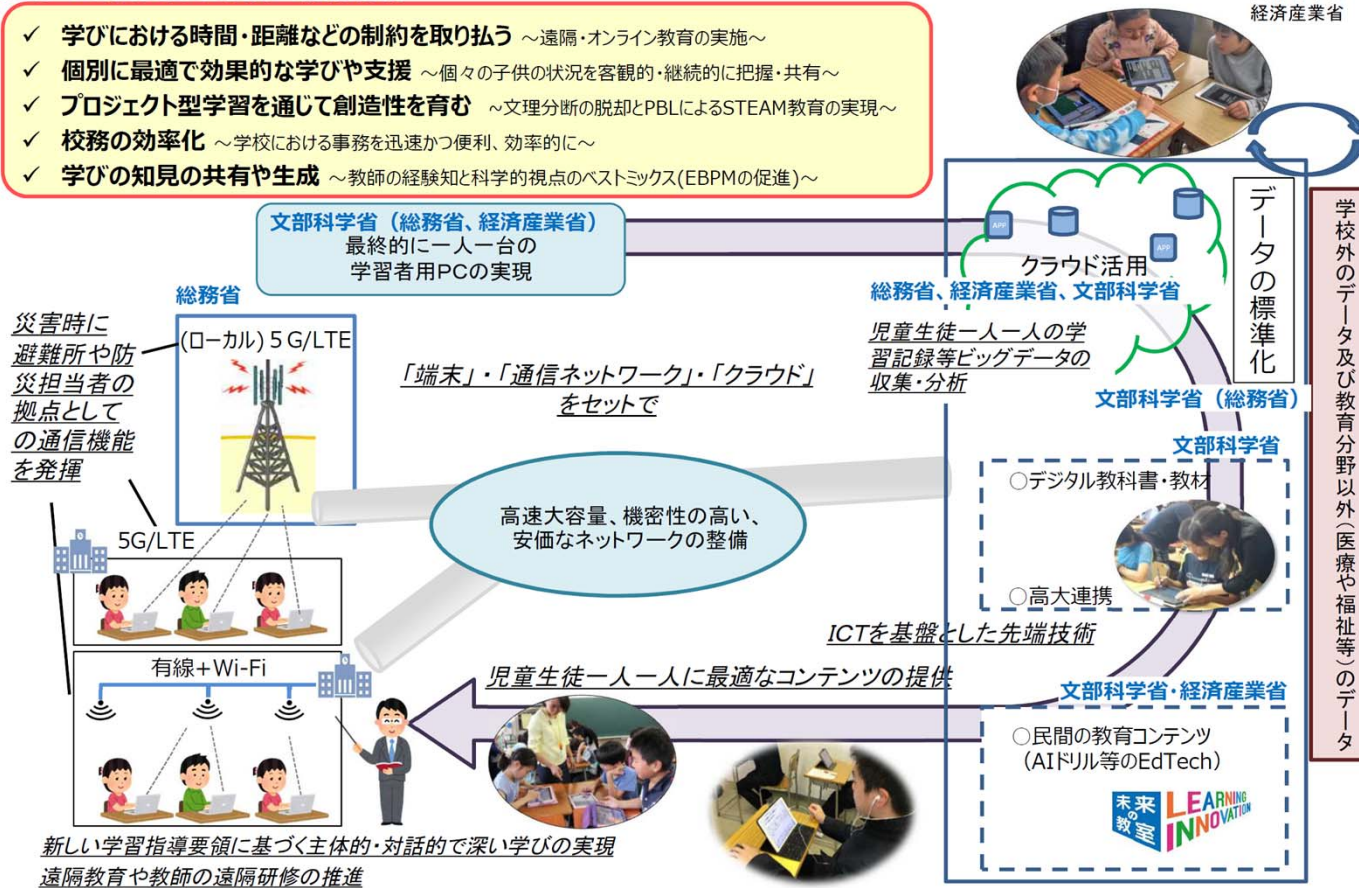 経済産業省
✓ 学びにおける時間・距離などの制約を取り払う ～遠隔・オンライン教育の実施～
✓ 個別に最適で効果的な学びや支援 ～個々の子供の状況を客観的・継続的に把握・共有～
✓ プロジェクト型学習を通じて創造性を育む ～文理分断の脱却とPBLによるSTEAM教育の実現～
✓ 校務の効率化 ～学校における事務を迅速かつ便利、効率的に～
✓ 学びの知見の共有や生成 ～教師の経験知と科学的視点のベストミックス(EBPMの促進)～
文部科学省（総務省、経済産業省）
最終的に一人一台の
学習者用PCの実現
APP
APP
クラウド活用
総務省、経済産業省、文部科学省
児童生徒一人一人の学
習記録等ビッグデータの
収集・分析
データの標準化
学校外のデータ及び教育分野以外（医療や福祉等）のデータ
総務省
(ローカル) 5 G/LTE
災害時に
避難所や防
災担当者の
拠点として
の通信機能
を発揮
「端末」・「通信ネットワーク」・「クラウド」
をセットで
文部科学省（総務省）
文部科学省
○デジタル教科書・教材
○高大連携
高速大容量、機密性の高い、
安価なネットワークの整備
5G/LTE
ICTを基盤とした先端技術
有線+Wi-Fi
児童生徒一人一人に最適なコンテンツの提供
文部科学省・経済産業省
○民間の教育コンテンツ
(AIドリル等のEdTech)
未来の教室
LEARNING
INNOVATION
新しい学習指導要領に基づく主体的・対話的で深い学びの実現
遠隔教育や教師の遠隔研修の推進